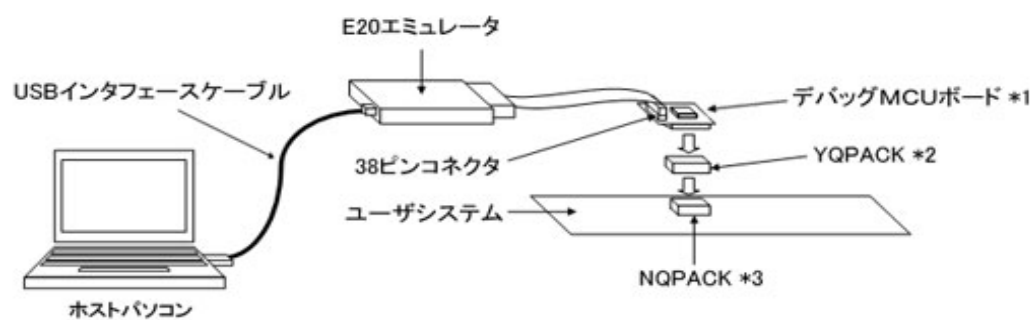 E20エミュレータ
USBインタフェースケーブル
デバッグMCUボード *1
38ピンコネクタ
YQPACK *2
ユーザシステム
NQPACK *3
ホストパソコン